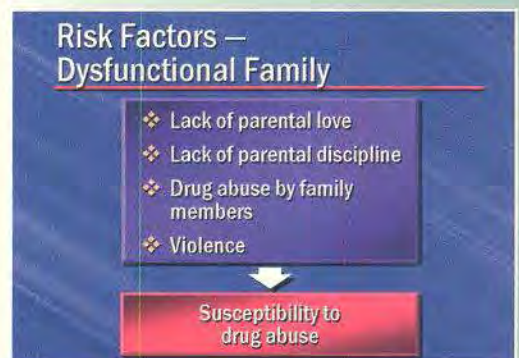 Risk Factors —
Dysfunctional Family
❖ Lack of parental love
❖ Lack of parental discipline
❖ Drug abuse by family
members
❖ Violence
Susceptibility to
drug abuse